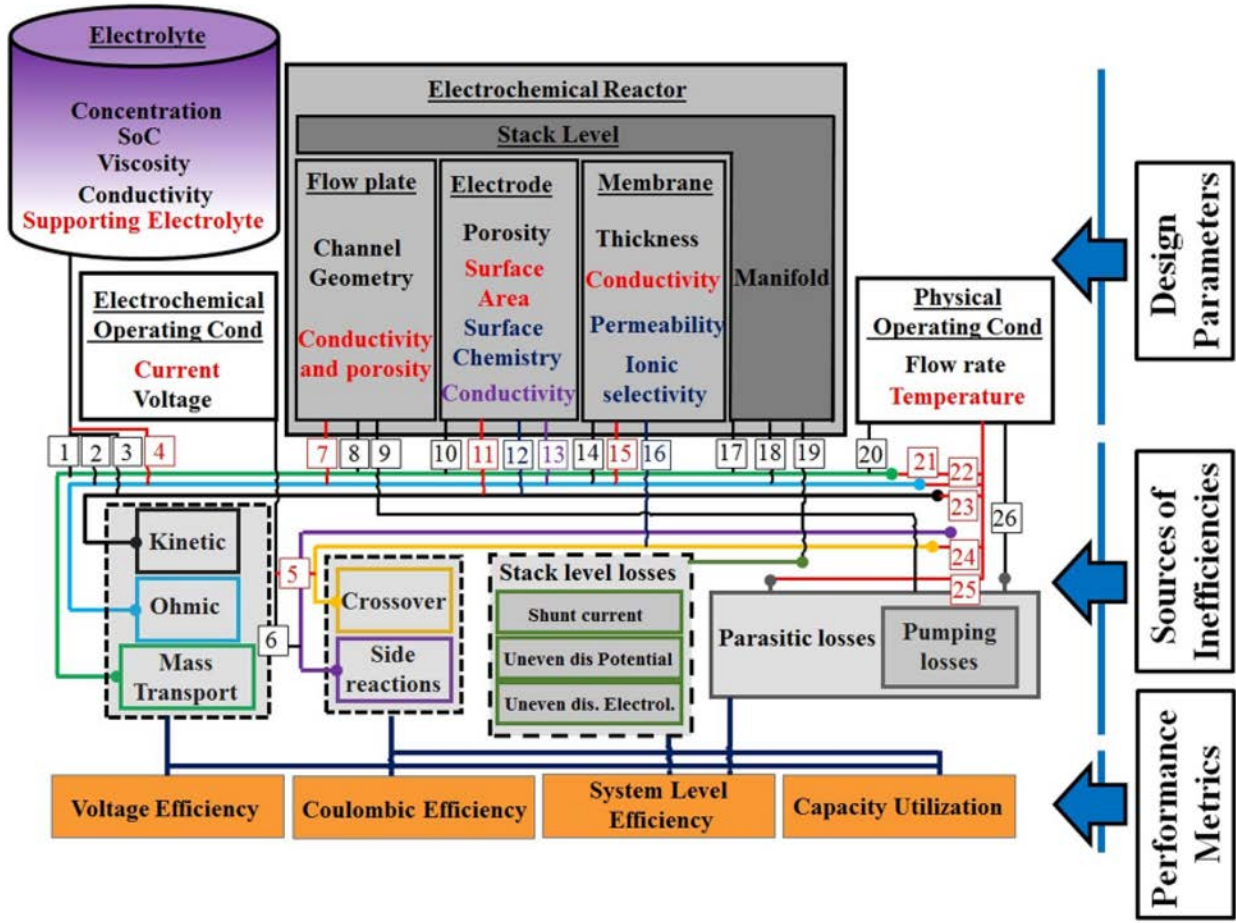 Electrolyte
Concentration
SoC
Viscosity
Conductivity
Supporting Electrolyte
Electrochemical Reactor
Stack Level
Flow plate
Channel
Geometry
Conductivity
and porosity
Electrode
Porosity
Surface
Area
Surface
Chemistry
Conductivity
Membrane
Thickness
Conductivity
Permeability
Ionic
selectivity
Manifold
Electrochemical
Operating Cond
Current
Voltage
Physical
Operating Cond
Flow rate
Temperature
Design
Parameters
1
2
3
4
7
8
9
10
11
12
13
14
15
16
17
18
19
20
21
22
23
26
24
25
5
6
Kinetic
Ohmic
Mass
Transport
Crossover
Side
reactions
Stack level losses
Shunt current
Uneven dis Potential
Uneven dis. Electrol.
Parasitic losses
Pumping
losses
Sources of
Inefficiencies
Voltage Efficiency
Coulombic Efficiency
System Level
Efficiency
Capacity Utilization
Performance
Metrics